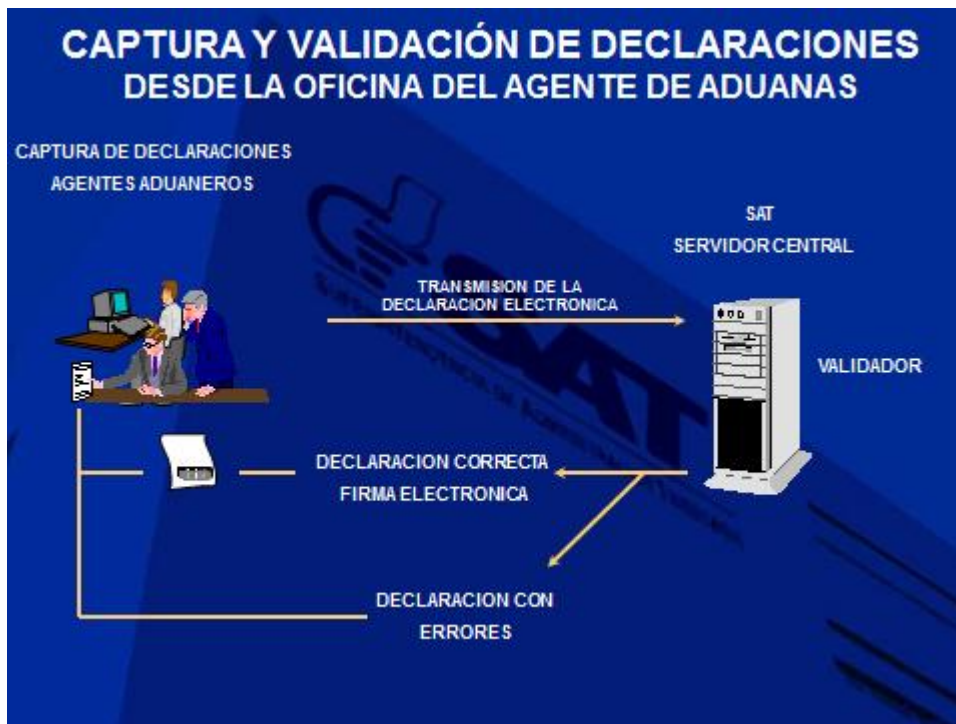 CAPTURA Y VALIDACIÓN DE DECLARACIONES
DESDE LA OFICINA DEL AGENTE DE ADUANAS
CAPTURA DE DECLARACIONES
AGENTES ADUANEROS
SAT
SERVIDOR CENTRAL
TRANSMISION DE LA
DECLARACION ELECTRONICA
VALIDADOR
DECLARACION CORRECTA
FIRMA ELECTRONICA
DECLARACION CON
ERRORES
SAT